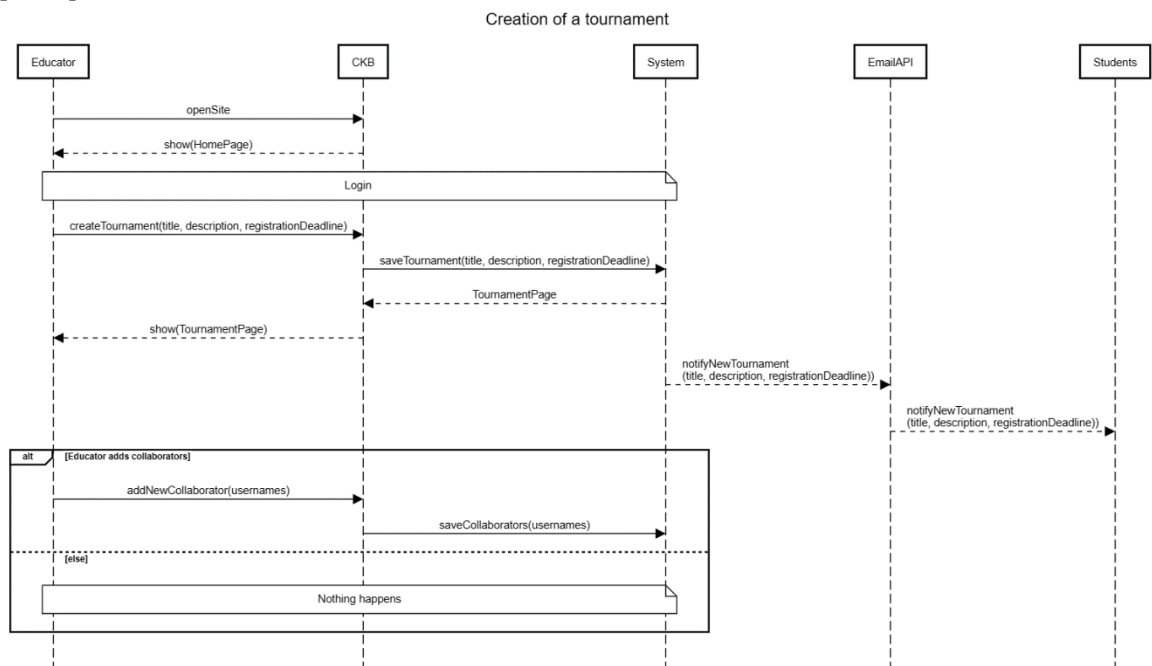 Creation of a tournament
Educator
CKB
System
EmailAPI
Students
openSite
show(HomePage)
Login
createTournament(title, description, registrationDeadline)
saveTournament(title, description, registrationDeadline)
TournamentPage
show(TournamentPage)
notifyNewTournament
(title, description, registrationDeadline))
notifyNewTournament
(title, description, registrationDeadline))
alt
[Educator adds collaborators]
addNewCollaborator(usernames)
saveCollaborators(usernames)
[else]
Nothing happens